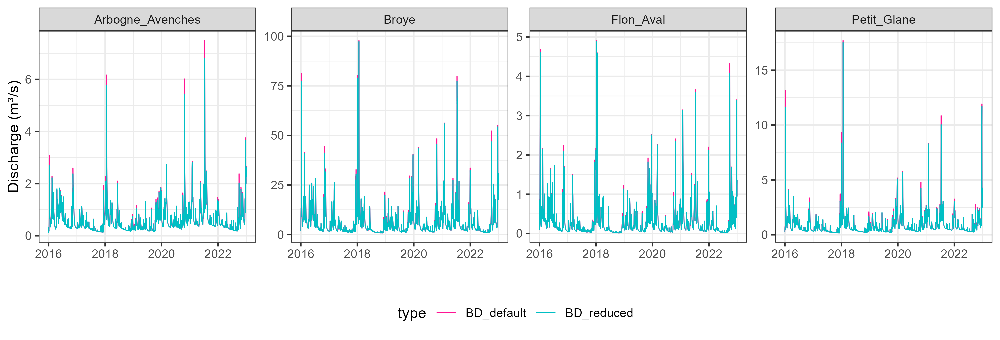 Arbogne_Avenches
Broye
Flon_Aval
Petit_Glane
Discharge (m³/s)
6
4
2
0
2016 2018 2020 2022
100
75
50
25
0
2016 2018 2020 2022
5
4
3
2
1
0
2016 2018 2020 2022
15
10
5
0
2016 2018 2020 2022
type BD_default BD_reduced